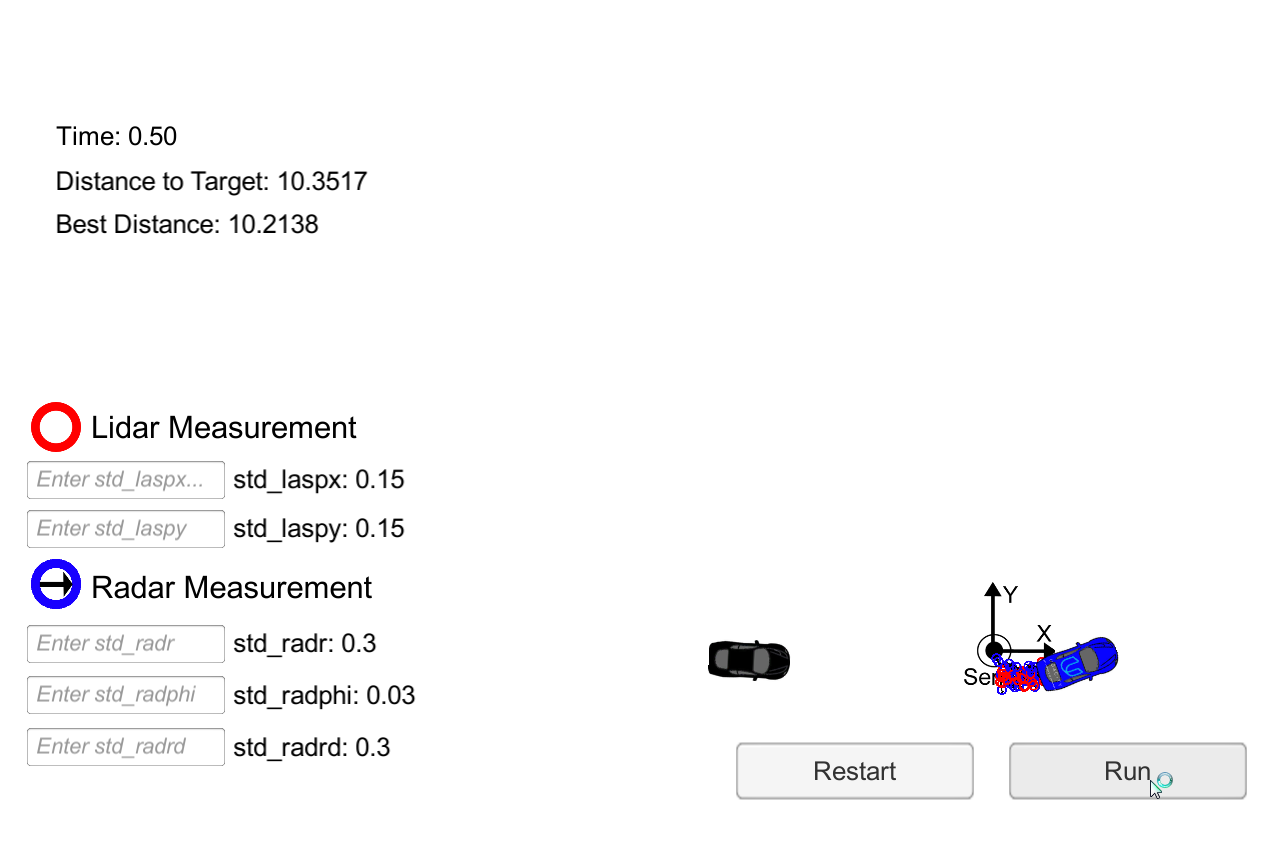 Time: 0.50
Distance to Target: 10.3517
Best Distance: 10.2138
Lidar Measurement
Enter std_laspx... std_laspx: 0.15
Enter std_laspy std_laspy: 0.15
Radar Measurement
Enter std_radr std_radr: 0.3
Enter std_radphi std_radphi: 0.03
Enter std_radrd std_radrd: 0.3
Y
X
Restart Run